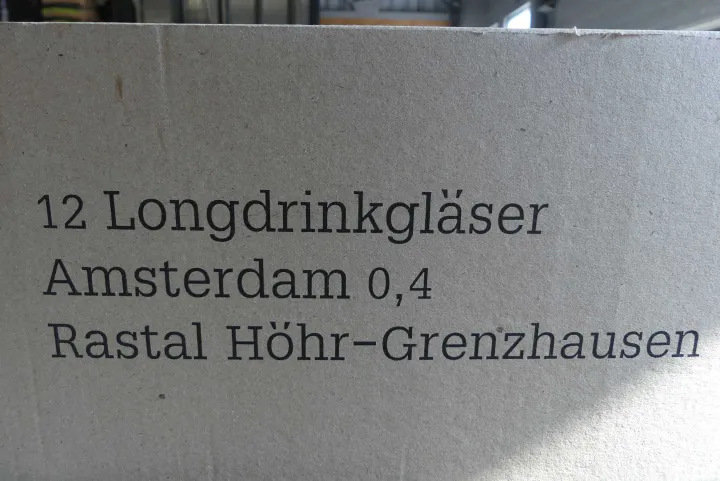 12 Longdrinkgläser
Amsterdam 0,4
Rastal Höhr-Grenzhausen